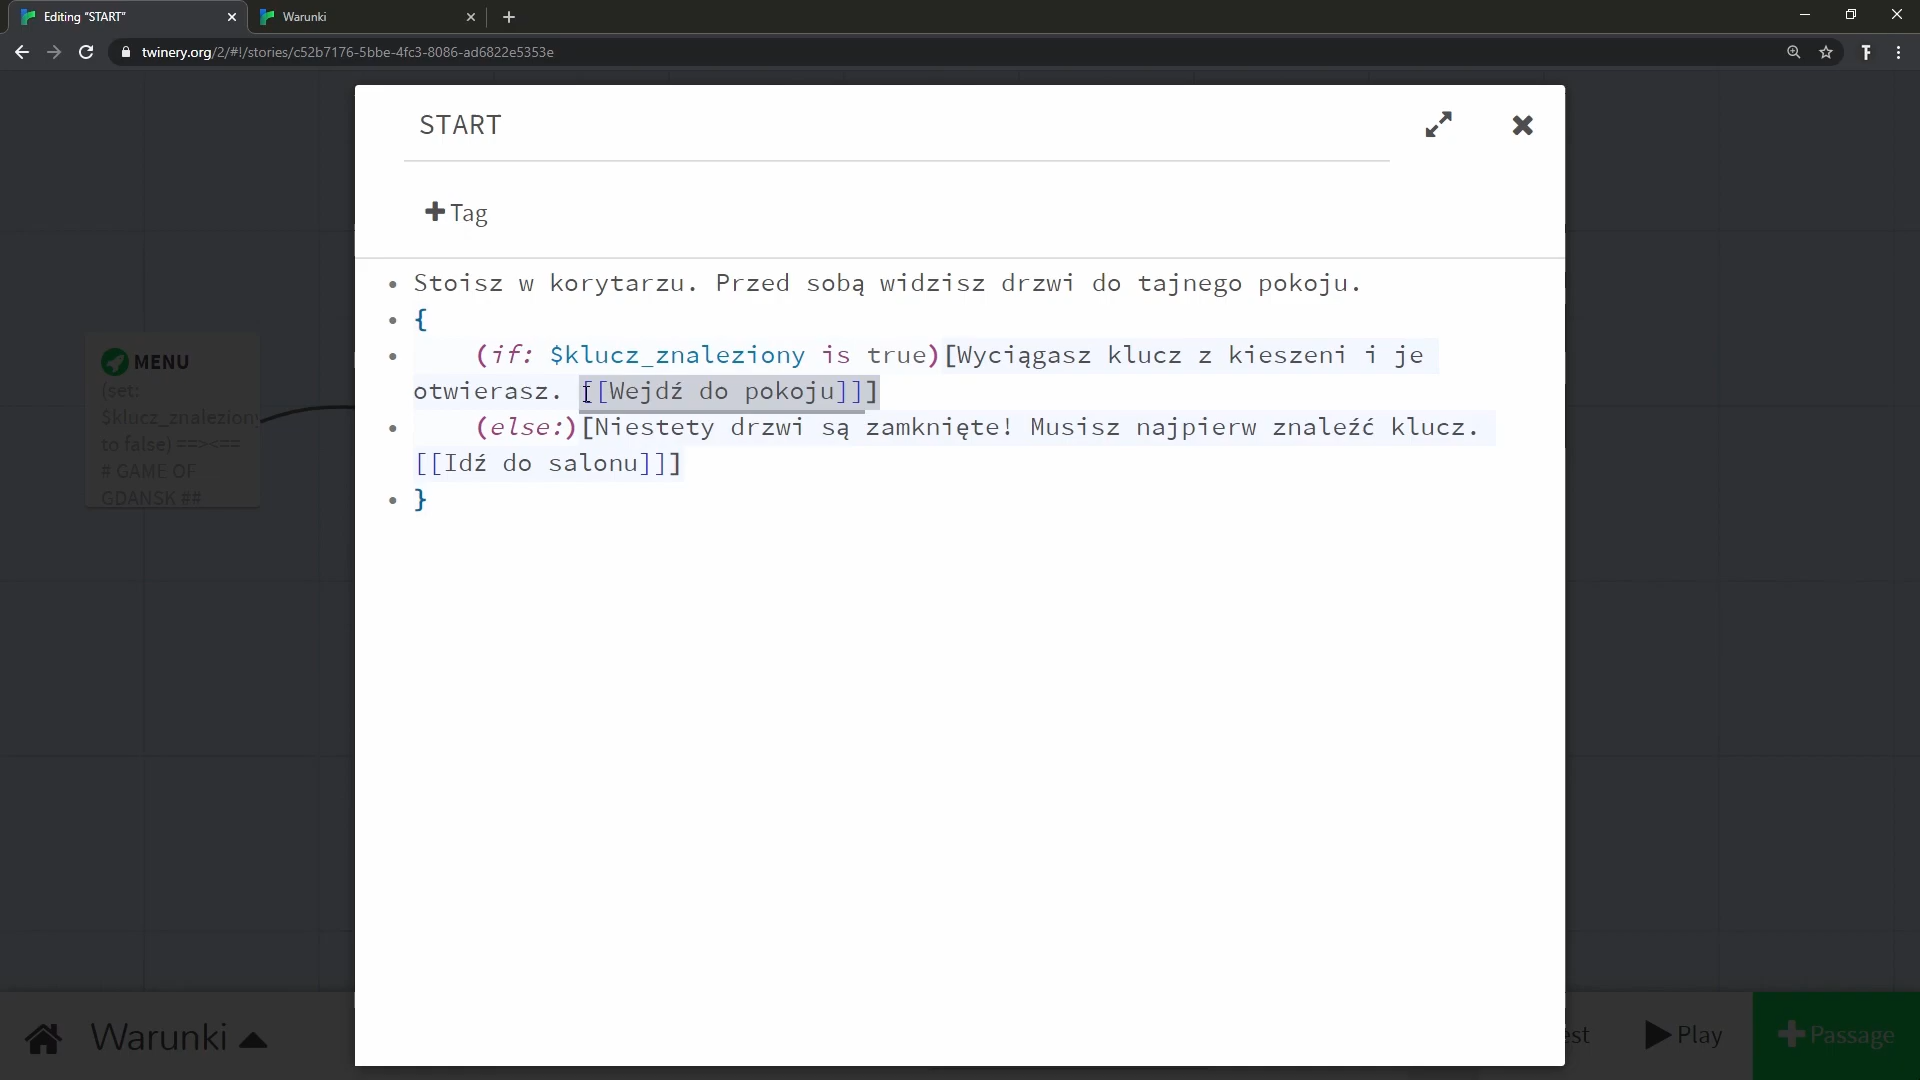 Editing "START"
Warunki
twinery.org/2/#!/stories/c52b7176-5bbe-4fc3-8086-ad6822e5353e
START
Tag
Stoisz w korytarzu. Przed sobą widzisz drzwi do tajnego pokoju.
{
(if: $klucz_znaleziony is true)[Wyciągasz klucz z kieszeni i je
otwierasz. [[Wejdź do pokoju]]]
(else:)[Niestety drzwi są zamknięte! Musisz najpierw znaleźć klucz.
[[Idź do salonu]]]
}
MENU
(set:
$klucz_znaleziony
to false) ==><==
# GAME OF
GDANSK ##
Warunki
Play
Passage